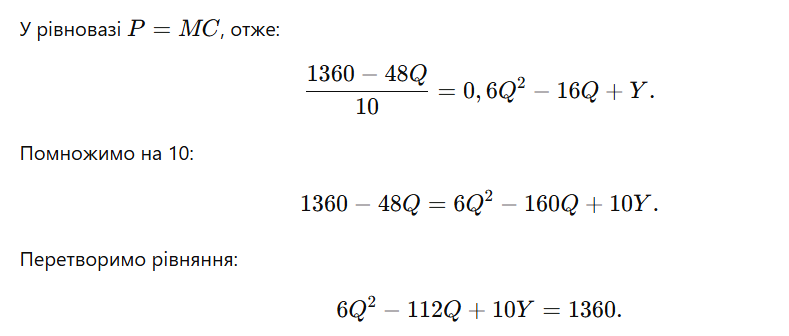 У рівновазі P = MC, отже:
\frac{1360 − 48Q}{10} = 0,6Q² − 16Q + Y.
Помножимо на 10:
1360 − 48Q = 6Q² − 160Q + 10Y.
Перетворимо рівняння:
6Q² − 112Q + 10Y = 1360.